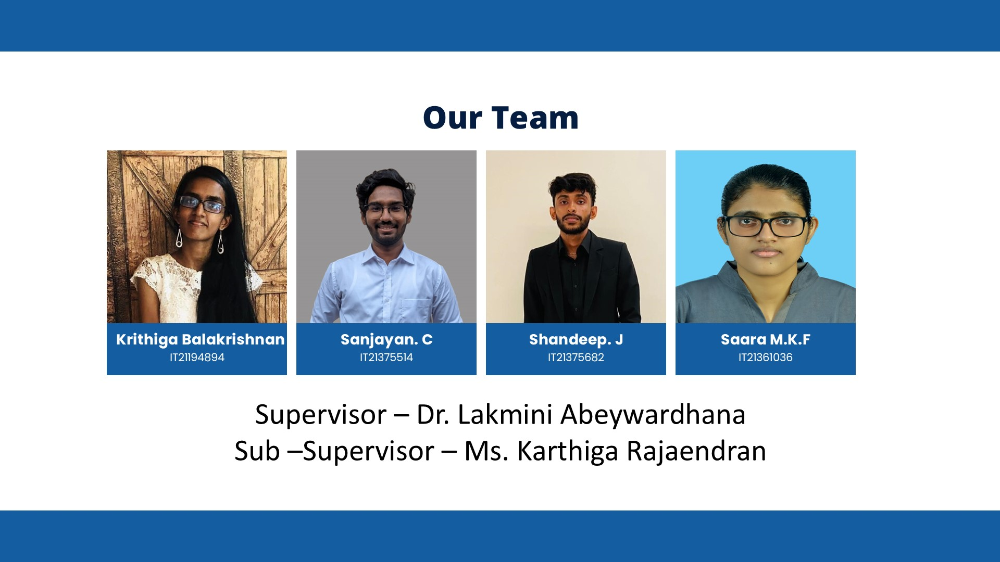 Our Team
Krithiga Balakrishnan
IT21194894
Sanjayan. C
IT21375514
Shandeep. J
IT21375682
Saara M.K.F
IT21361036
Supervisor – Dr. Lakmini Abeywardhana
Sub –Supervisor – Ms. Karthiga Rajaendran